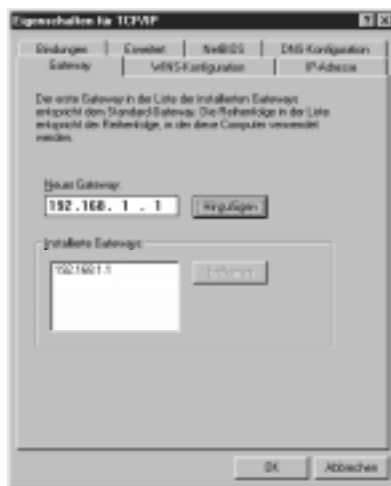 Eigenschaften für TCP/IP
Bindungen Erweitert NetBIOS DNS-Konfiguration
Gateway WINS-Konfiguration IP-Adresse
Der erste Gateway in der Liste der installierten Gateways
entspricht dem Standard-Gateway. Die Reihenfolge in der Liste
entspricht der Reihenfolge, in der diese Computer verwendet
werden.
Neuer Gateway:
192.168. 1 . 1 Hinzufügen
Installierte Gateways:
192.168.1.1 Entfernen
OK Abbrechen